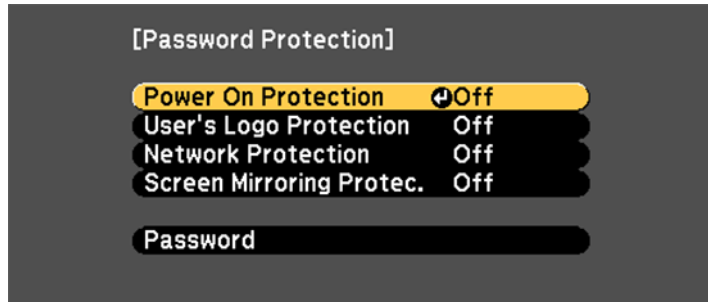 [Password Protection]
Power On Protection Off
User's Logo Protection Off
Network Protection Off
Screen Mirroring Protec. Off
Password